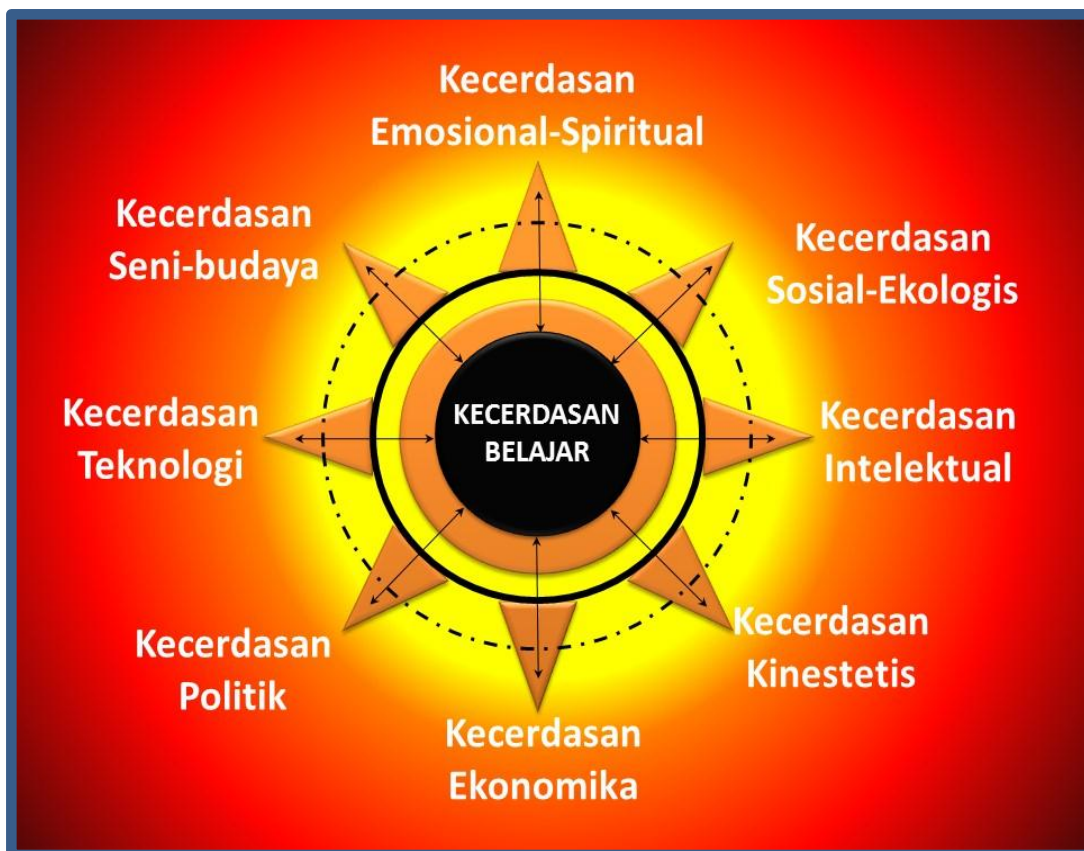 Kecerdasan
Emosional-Spiritual
Kecerdasan
Seni-budaya
Kecerdasan
Sosial-Ekologis
Kecerdasan
Teknologi
KECERDASAN
BELAJAR
Kecerdasan
Intelektual
Kecerdasan
Politik
Kecerdasan
Kinestetis
Kecerdasan
Ekonomika